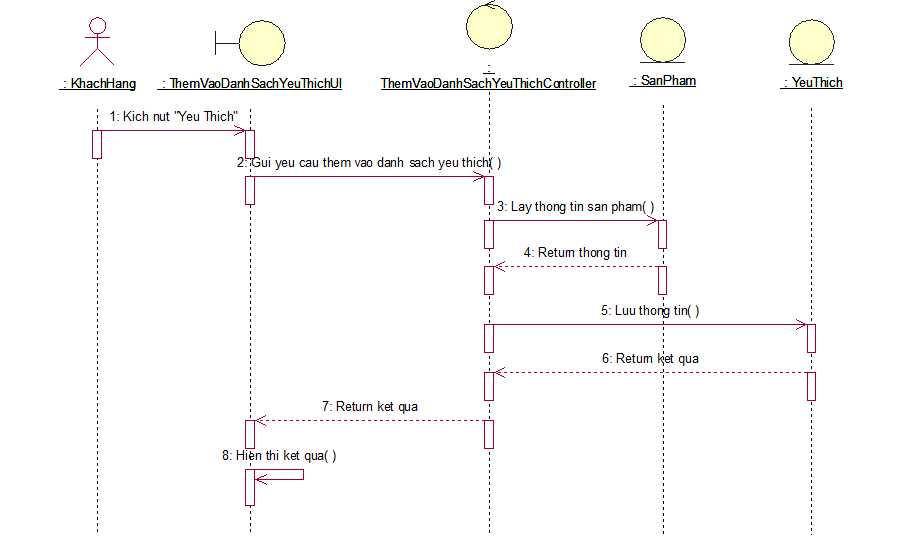 :
: KhachHang
: ThemVaoDanhSachYeuThichUI
ThemVaoDanhSachYeuThichController
: SanPham
: YeuThich
1: Kich nut "Yeu Thich"
2: Gui yeu cau them vao danh sach yeu thich( )
3: Lay thong tin san pham( )
4: Return thong tin
5: Luu thong tin( )
6: Return ket qua
7: Return ket qua
8: Hien thi ket qua( )